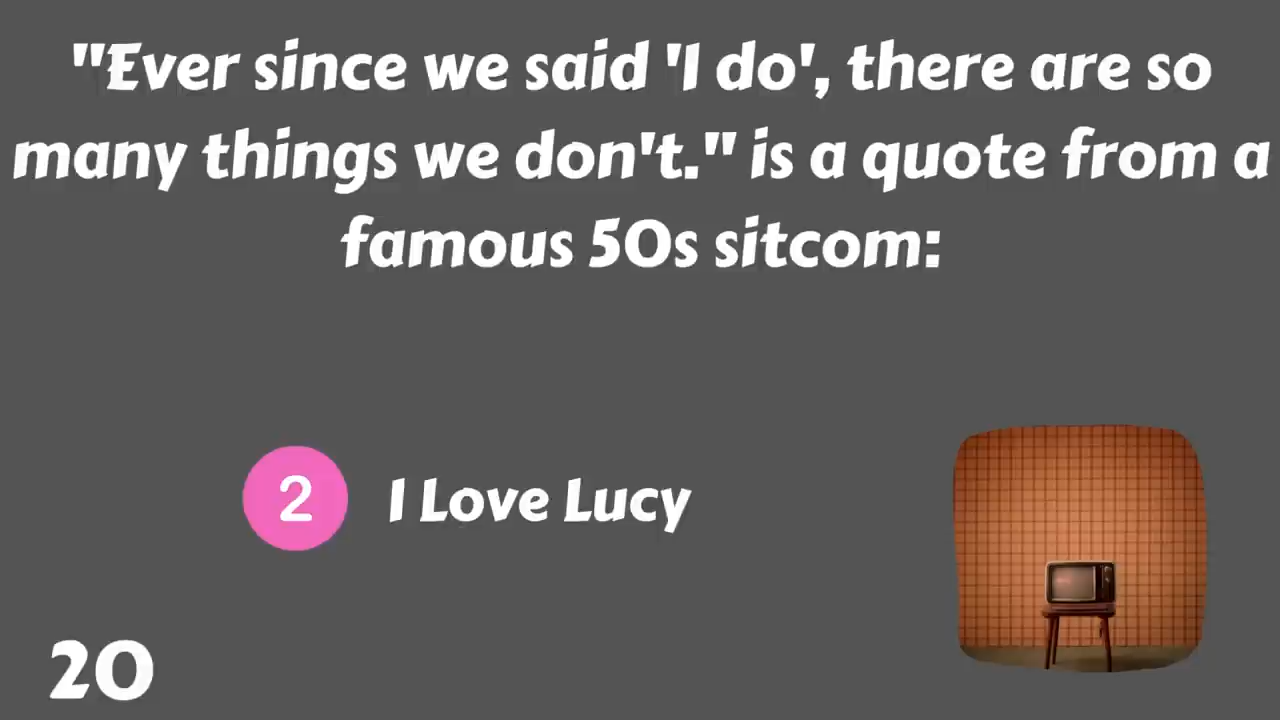 "Ever since we said 'I do', there are so
many things we don't." is a quote from a
famous 50s sitcom:
2 I Love Lucy
20